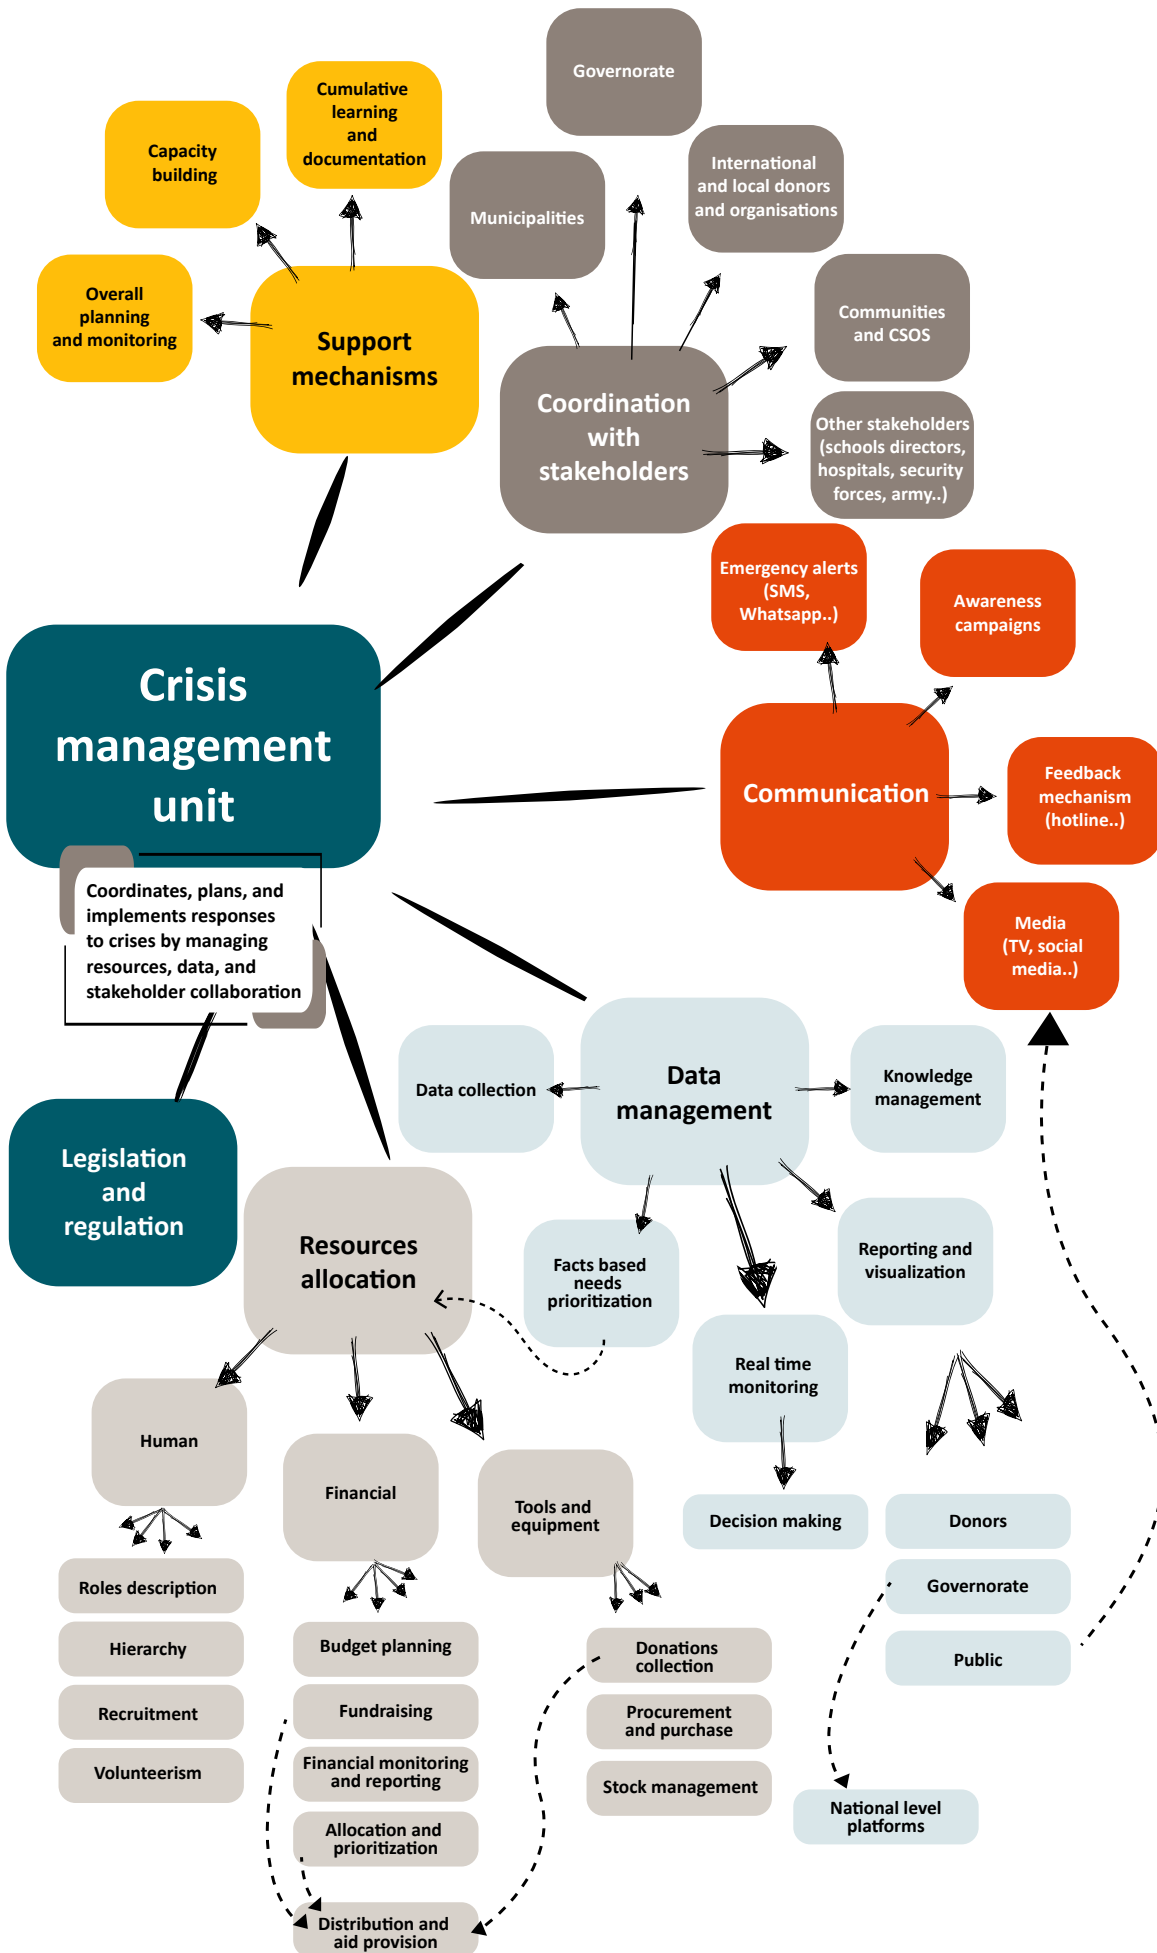 Governorate
Cumulative
learning
and
documentation
Capacity
building
International
and local donors
and organisations
Municipalities
Overall
planning
and monitoring
Support
mechanisms
Communities
and CSOS
Coordination
with
stakeholders
Other stakeholders
(schools directors,
hospitals, security
forces, army..)
Emergency alerts
(SMS,
Whatsapp..)
Awareness
campaigns
Crisis
management
unit
Communication
Feedback
mechanism
(hotline..)
Coordinates, plans, and
implements responses
to crises by managing
resources, data, and
stakeholder collaboration
Media
(TV, social
media..)
Data collection
Data
management
Knowledge
management
Legislation
and
regulation
Resources
allocation
Facts based
needs
prioritization
Reporting and
visualization
Real time
monitoring
Human
Financial
Tools and
equipment
Decision making
Donors
Roles description
Governorate
Hierarchy
Budget planning
Donations
collection
Public
Recruitment
Fundraising
Procurement
and purchase
Volunteerism
Financial monitoring
and reporting
Stock management
National level
platforms
Allocation and
prioritization
Distribution and
aid provision